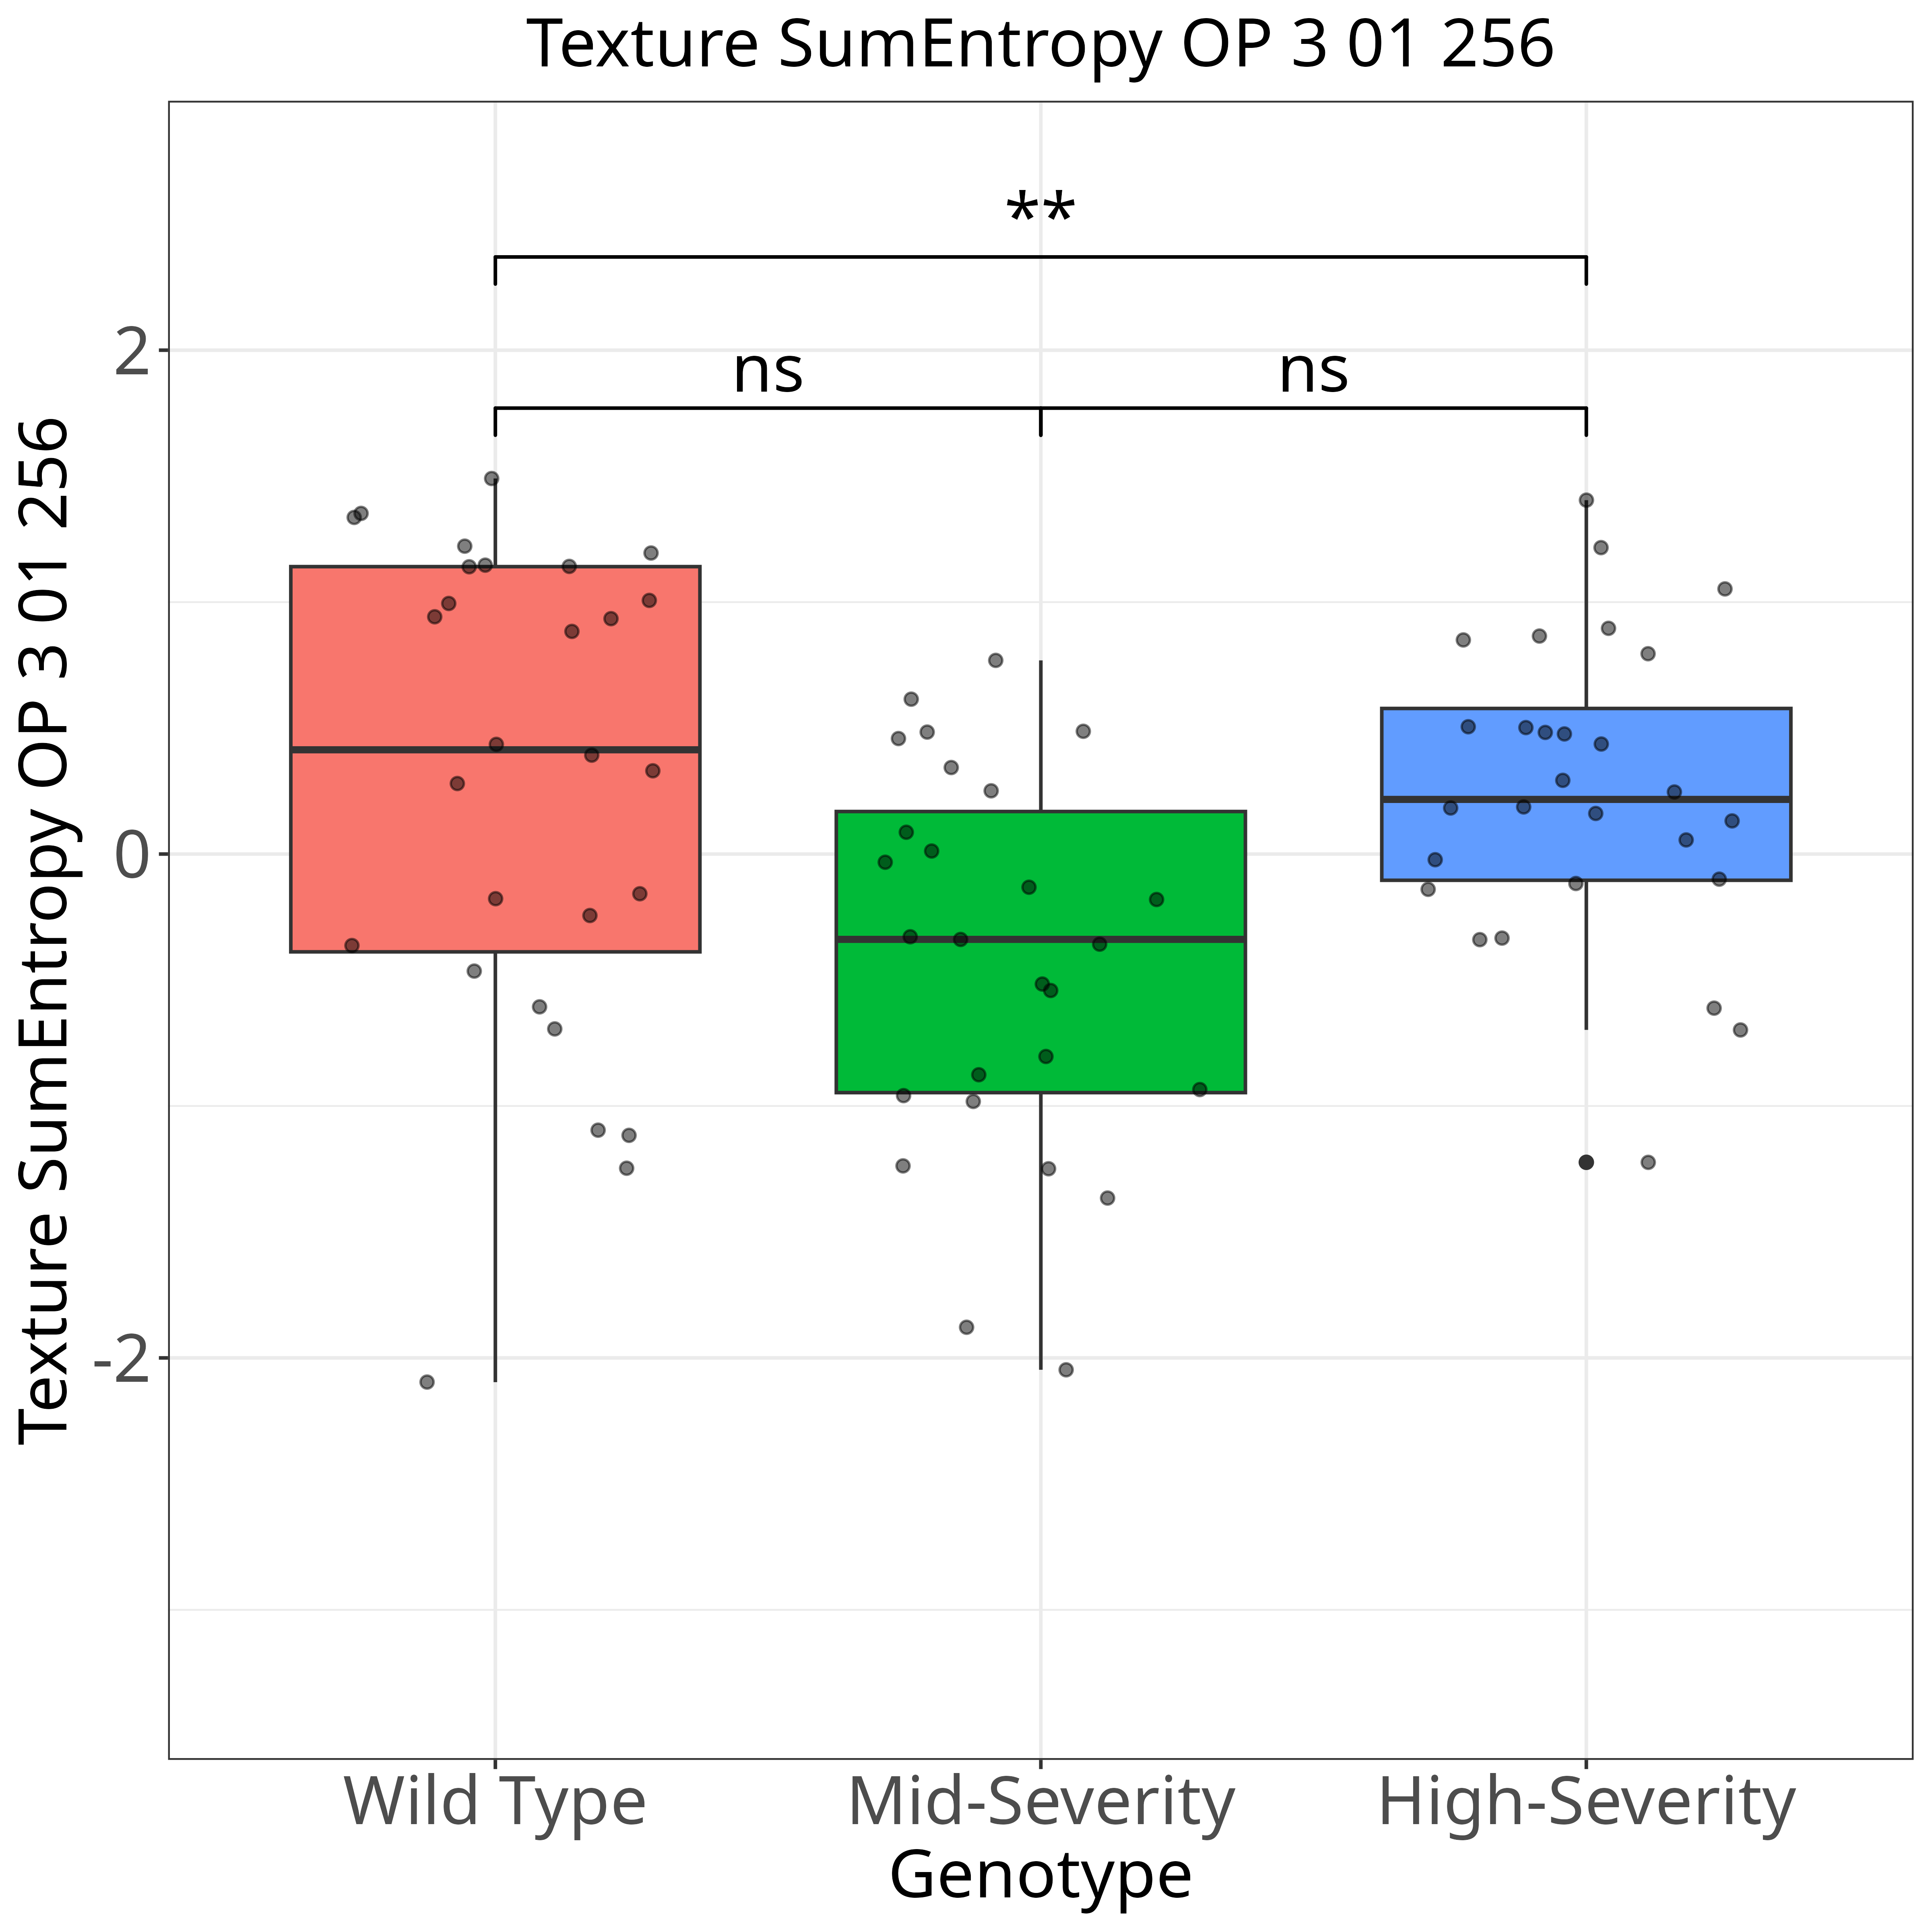 Texture SumEntropy OP 3 01 256
**
ns ns
2
0
-2
Texture SumEntropy OP 3 01 256
Wild Type Mid-Severity High-Severity
Genotype